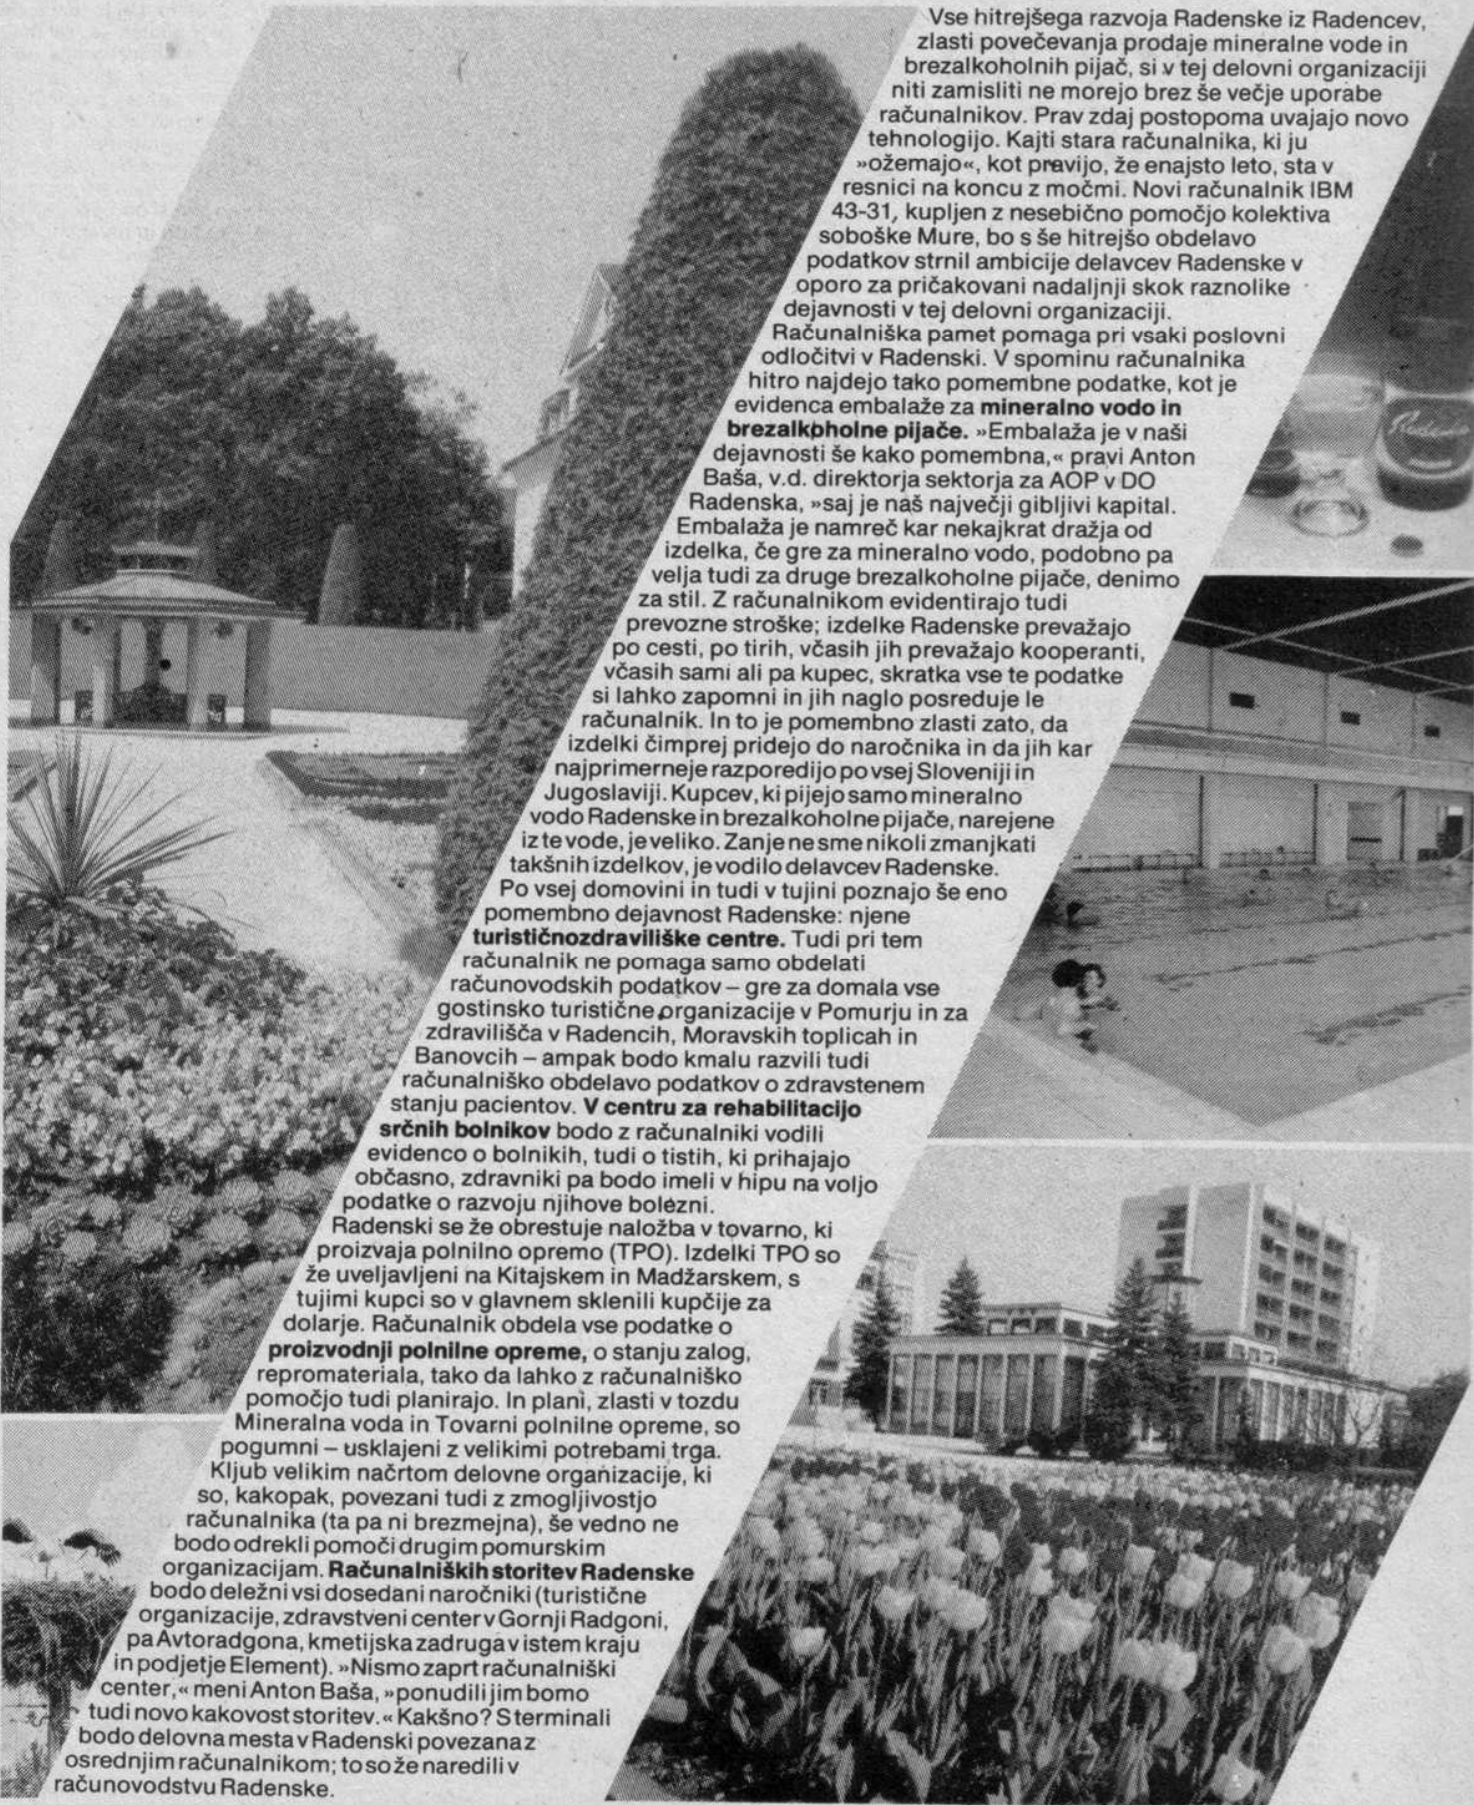 Vse hitrejšega razvoja Radenske iz Radencev,
zlasti povečevanja prodaje mineralne vode in
brezalkoholnih pijač, si v tej delovni organizaciji
niti zamisliti ne morejo brez še večje uporabe
računalnikov. Prav zdaj postopoma uvajajo novo
tehnologijo. Kajti stara računalnika, ki ju
»ožemajo«, kot pravijo, že enajsto leto, sta v
resnici na koncu z močmi. Novi računalnik IBM
43-31, kupljen z nesebično pomočjo kolektiva
soboške Mure, bo s še hitrejšo obdelavo
podatkov strnil ambicije delavcev Radenske v
oporo za pričakovani nadaljnji skok raznolike
dejavnosti v tej delovni organizaciji.
Računalniška pamet pomaga pri vsaki poslovni
odločitvi v Radenski. V spominu računalnika
hitro najdejo tako pomembne podatke, kot je
evidenca embalaže za mineralno vodo in
brezalkoholne pijače. »Embalaža je v naši
dejavnosti še kako pomembna,« pravi Anton
Baša, v.d. direktorja sektorja za AOP v DO
Radenska, »saj je naš največji gibljivi kapital.
Embalaža je namreč kar nekajkrat dražja od
izdelka, če gre za mineralno vodo, podobno pa
velja tudi za druge brezalkoholne pijače, denimo
za stil. Z računalnikom evidentirajo tudi
prevozne stroške; izdelke Radenske prevažajo
po cesti, po tirih, včasih jih prevažajo kooperanti,
včasih sami ali pa kupec, skratka vse te podatke
si lahko zapomni in jih naglo posreduje le
računalnik. In to je pomembno zlasti zato, da
izdelki čimprej pridejo do naročnika in da jih kar
najprimerneje razporedijo po vsej Sloveniji in
Jugoslaviji. Kupcev, ki pijejo samo mineralno
vodo Radenske in brezalkoholne pijače, narejene
iz te vode, je veliko. Zanje ne sme nikoli zmanjkati
takšnih izdelkov, je vodilo delavcev Radenske.
Po vsej domovini in tudi v tujini poznajo še eno
pomembno dejavnost Radenske: njene
turističnozdraviliške centre. Tudi pri tem
računalnik ne pomaga samo obdelati
računovodskih podatkov – gre za domala vse
gostinsko turistične organizacije v Pomurju in za
zdravilišča v Radencih, Moravskih toplicah in
Banovcih – ampak bodo kmalu razvili tudi
računalniško obdelavo podatkov o zdravstenem
stanju pacientov. V centru za rehabilitacijo
srčnih bolnikov bodo z računalniki vodili
evidenco o bolnikih, tudi o tistih, ki prihajajo
občasno, zdravniki pa bodo imeli v hipu na voljo
podatke o razvoju njihove bolezni.
Radenski se že obrestuje naložba v tovarno, ki
proizvaja polnilno opremo (TPO). Izdelki TPO so
že uveljavljeni na Kitajskem in Madžarskem, s
tujimi kupci so v glavnem sklenili kupčije za
dolarje. Računalnik obdela vse podatke o
proizvodnji polnilne opreme, o stanju zalog,
repromateriala, tako da lahko z računalniško
pomočjo tudi planirajo. In plani, zlasti v tozdu
Mineralna voda in Tovarni polnilne opreme, so
pogumni – usklajeni z velikimi potrebami trga.
Kljub velikim načrtom delovne organizacije, ki
so, kakopak, povezani tudi z zmogljivostjo
računalnika (ta pa ni brezmejna), še vedno ne
bodo odrekli pomoči drugim pomurskim
organizacijam. Računalniških storitev Radenske
bodo deležni vsi dosedani naročniki (turistične
organizacije, zdravstveni center v Gornji Radgoni,
pa Avtoradgona, kmetijska zadruga v istem kraju
in podjetje Element). »Nismo zaprt računalniški
center,« meni Anton Baša, »ponudili jim bomo
tudi novo kakovost storitev.« Kakšno? S terminali
bodo delovna mesta v Radenski povezana z
osrednjim računalnikom; to so že naredili v
računovodstvu Radenske.